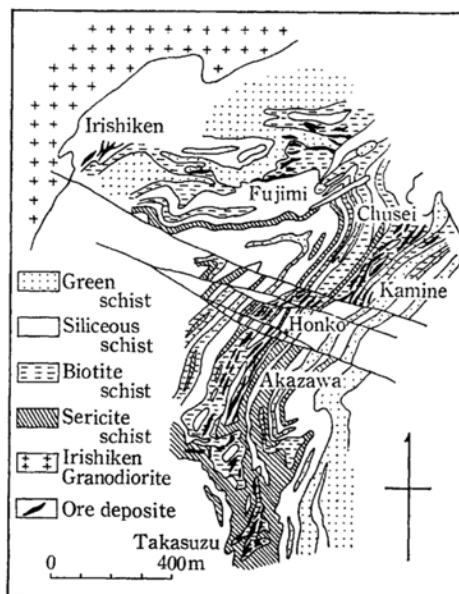 Irishiken
Fujimi
Chusei
Kamine
Honko
Akazawa
Takasuzu
Green
schist
Siliceous
schist
Biotite
schist
Sericite
schist
Irishiken
Granodiorite
Ore deposite
0 400m